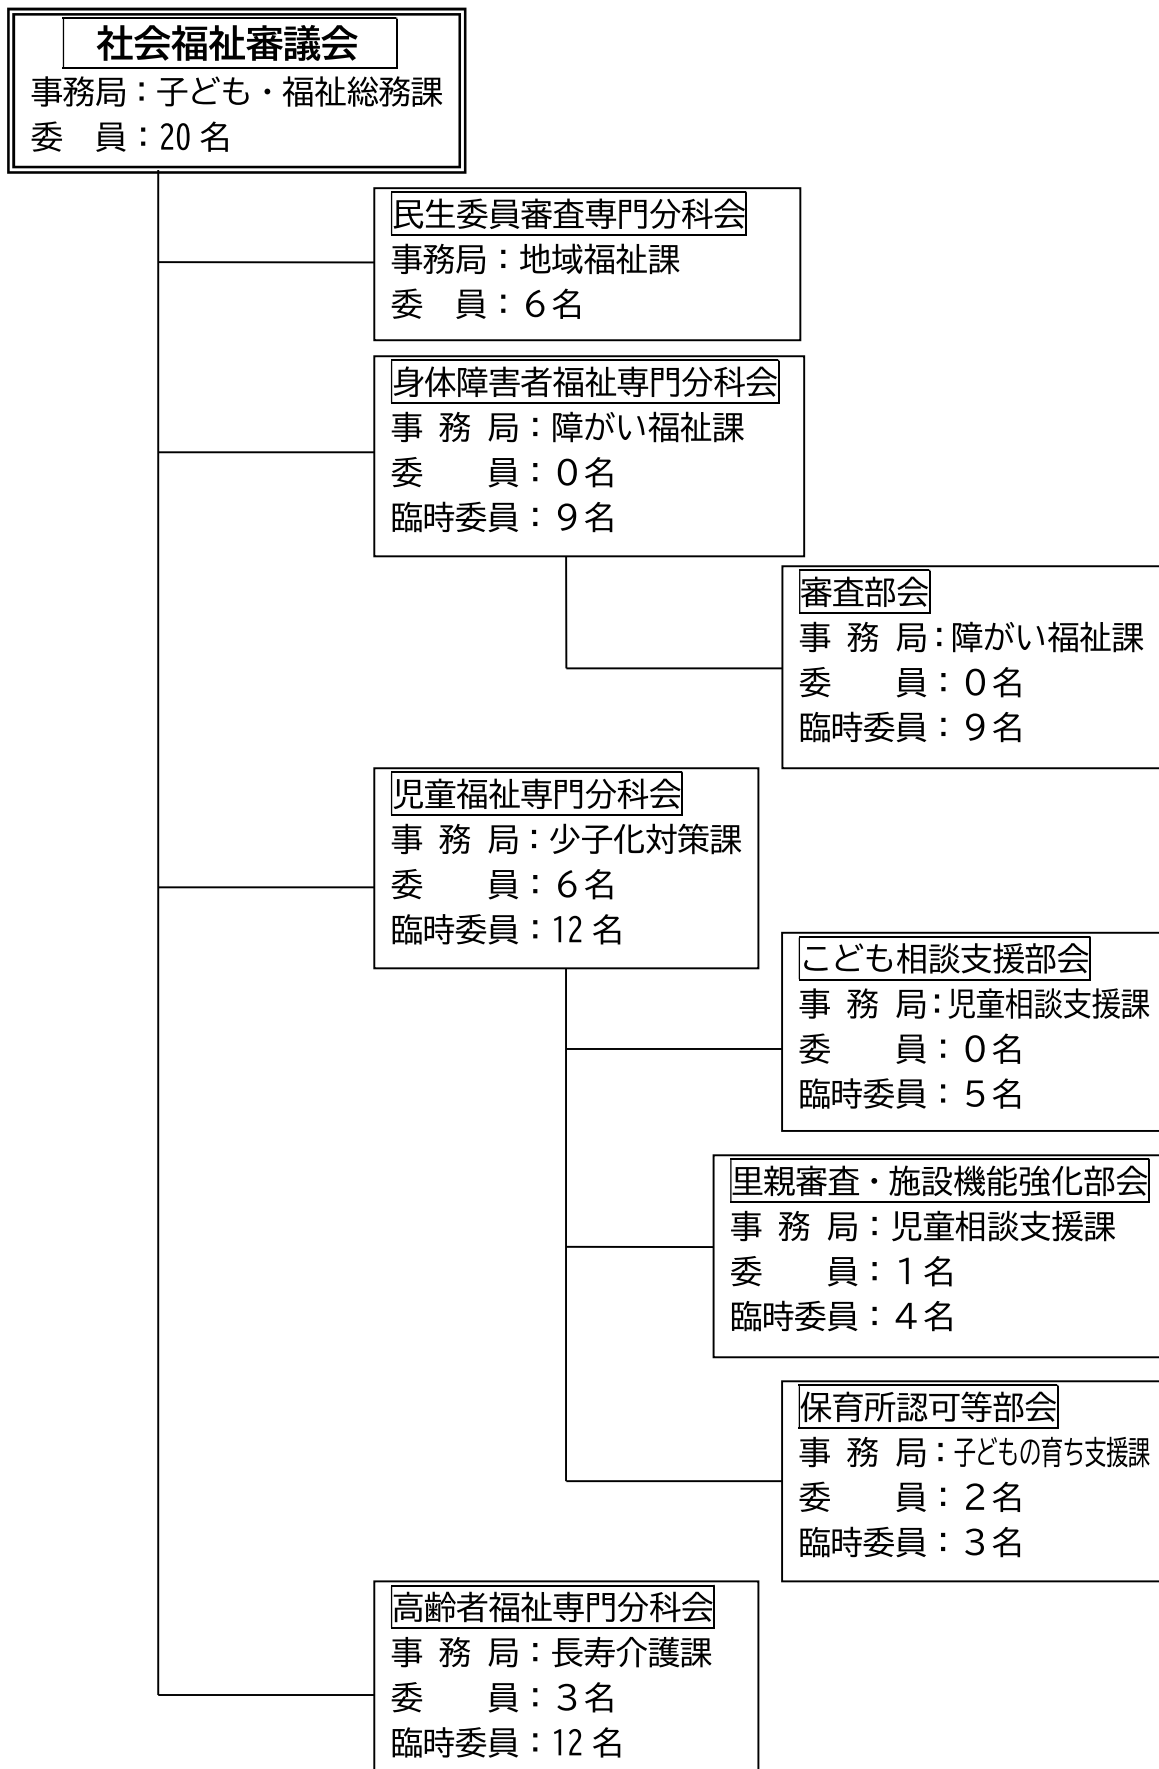 社会福祉審議会
事務局：子ども・福祉総務課
委　員：20 名
民生委員審査専門分科会
事務局：地域福祉課
委　員：６名
身体障害者福祉専門分科会
事 務 局：障がい福祉課
委　　員：０名
臨時委員：９名
審査部会
事 務 局：障がい福祉課
委　　員：０名
臨時委員：９名
児童福祉専門分科会
事 務 局：少子化対策課
委　　員：６名
臨時委員：12 名
こども相談支援部会
事 務 局：児童相談支援課
委　　員：０名
臨時委員：５名
里親審査・施設機能強化部会
事 務 局：児童相談支援課
委　　員：１名
臨時委員：４名
保育所認可等部会
事 務 局：子どもの育ち支援課
委　　員：２名
臨時委員：３名
高齢者福祉専門分科会
事 務 局：長寿介護課
委　　員：３名
臨時委員：12 名